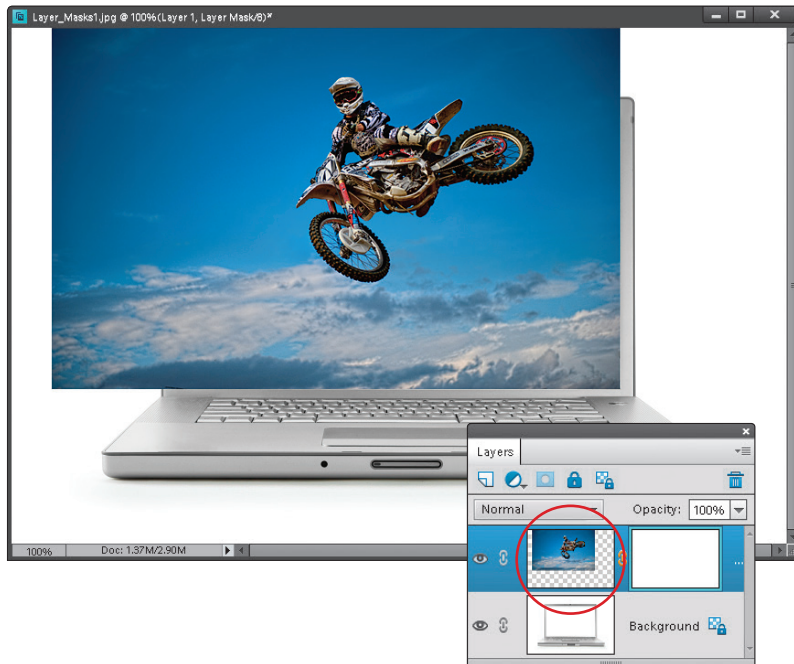 Layer_Masks1.jpg @ 100%(Layer 1, Layer Mask/8)*
Layers
Normal
Opacity: 100%
...
Background
100%
Doc: 1.37M/2.90M